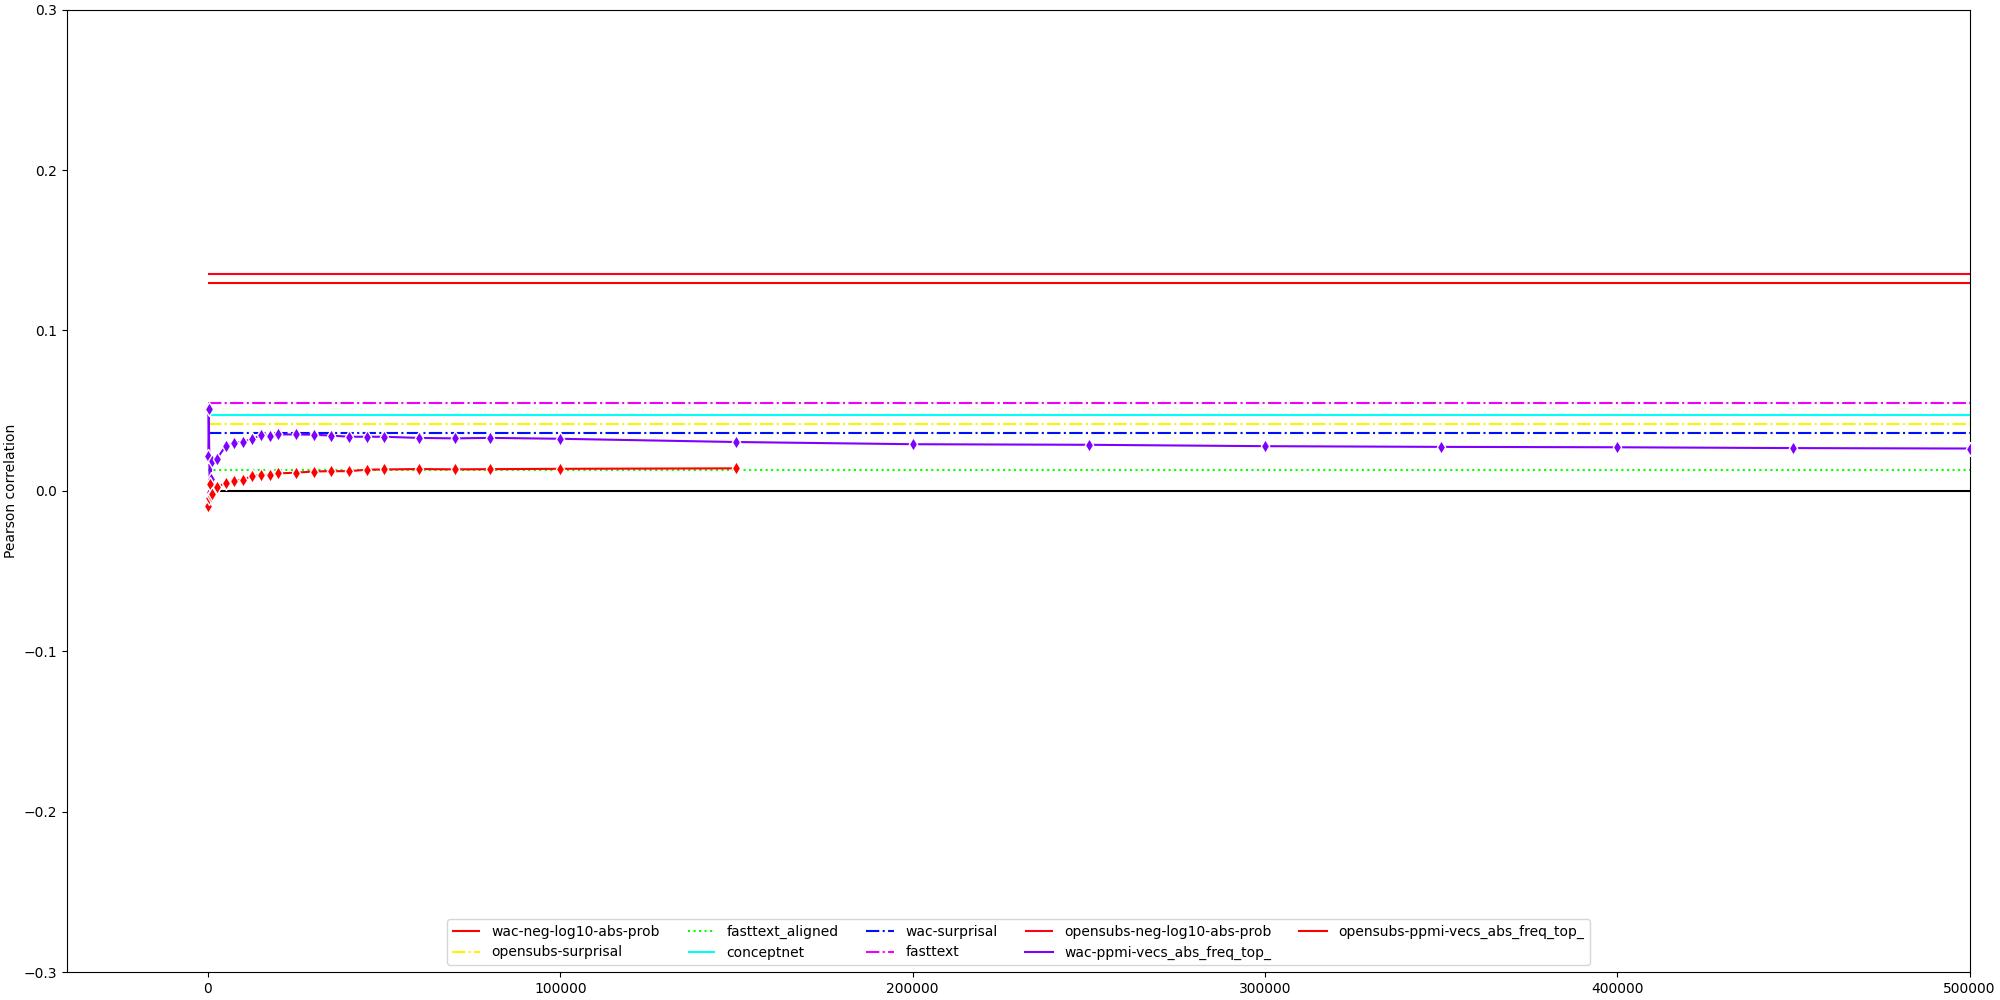 0.3
0.2
0.1
0.0
−0.1
−0.2
−0.3
Pearson correlation
wac-neg-log10-abs-prob
opensubs-surprisal
fasttext_aligned
conceptnet
wac-surprisal
fasttext
opensubs-neg-log10-abs-prob
wac-ppmi-vecs_abs_freq_top_
opensubs-ppmi-vecs_abs_freq_top_
0 100000 200000 300000 400000 500000